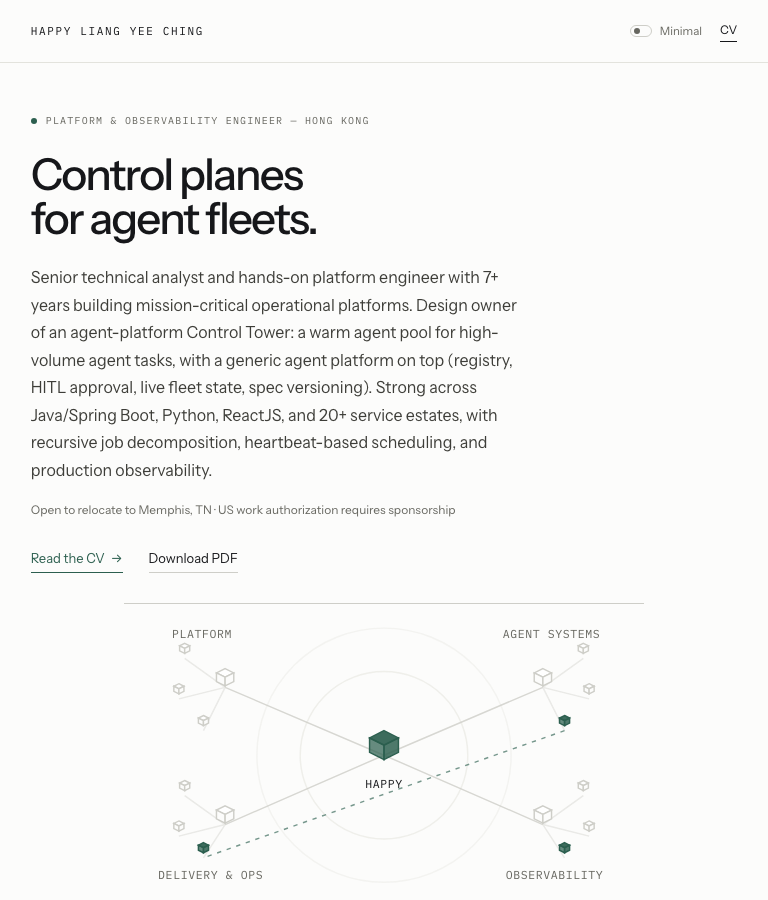 HAPPY LIANG YEE CHING
Minimal
CV
PLATFORM & OBSERVABILITY ENGINEER — HONG KONG
Control planes
for agent fleets.
Senior technical analyst and hands-on platform engineer with 7+
years building mission-critical operational platforms. Design owner
of an agent-platform Control Tower: a warm agent pool for high-
volume agent tasks, with a generic agent platform on top (registry,
HITL approval, live fleet state, spec versioning). Strong across
Java/Spring Boot, Python, ReactJS, and 20+ service estates, with
recursive job decomposition, heartbeat-based scheduling, and
production observability.
Open to relocate to Memphis, TN · US work authorization requires sponsorship
Read the CV →
Download PDF
PLATFORM
AGENT SYSTEMS
HAPPY
DELIVERY & OPS
OBSERVABILITY